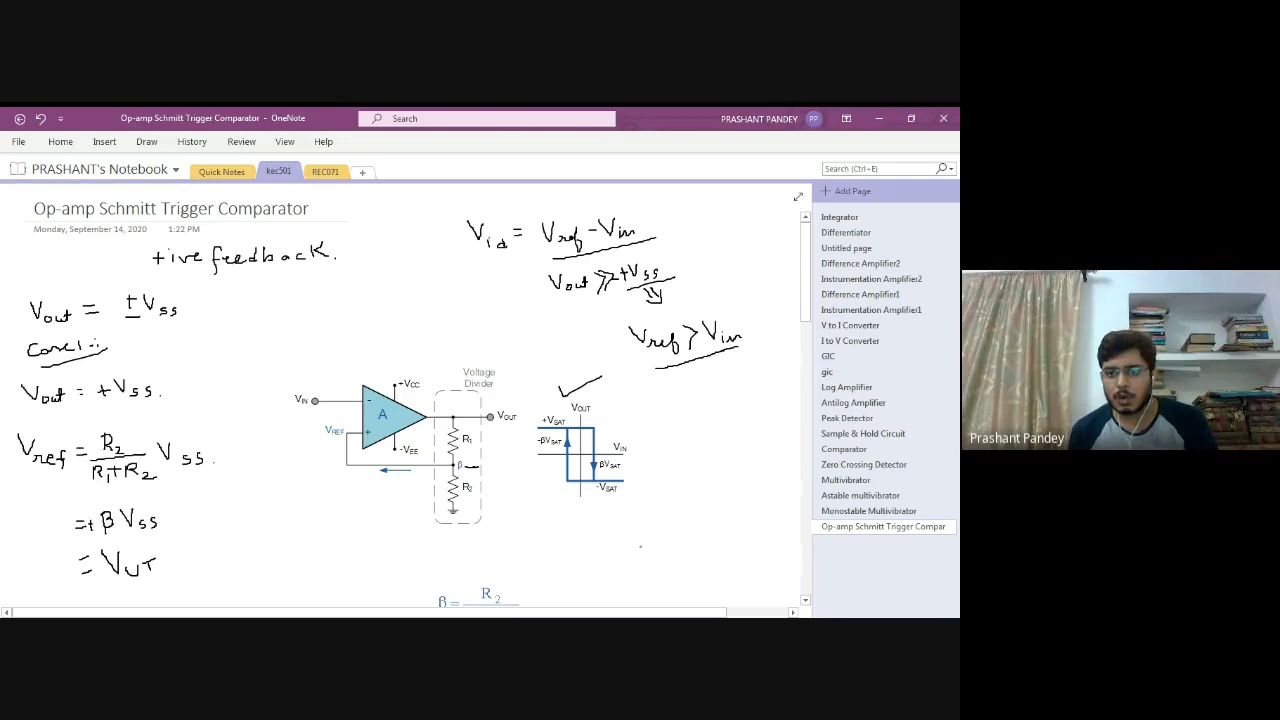 Op-amp Schmitt Trigger Comparator - OneNote
Search
PRASHANT PANDEY
PP
File Home Insert Draw History Review View Help
PRASHANT's Notebook
Quick Notes
kec501
REC071
Search (Ctrl+E)
Add Page
Op-amp Schmitt Trigger Comparator
Monday, September 14, 2020 1:22 PM
+ive feedback.
Vout = ±Vss
Case1:-
Vout = +Vss.
Vref = R2 / R1+R2 Vss.
=+βVss
= VUT
Vid = Vref - Vin
Vout ≫ +Vss
Vref > Vin
Voltage
Divider
+VCC
VIN
-
A
VREF
+
-VEE
VOUT
R1
β
R2
VOUT
+VSAT
-βVSAT
VIN
βVSAT
-VSAT
β = R2
Integrator
Differentiator
Untitled page
Difference Amplifier2
Instrumentation Amplifier2
Difference Amplifier1
Instrumentation Amplifier1
V to I Converter
I to V Converter
GIC
gic
Log Amplifier
Antilog Amplifier
Peak Detector
Sample & Hold Circuit
Comparator
Zero Crossing Detector
Multivibrator
Astable multivibrator
Monostable Multivibrator
Op-amp Schmitt Trigger Compar
Prashant Pandey